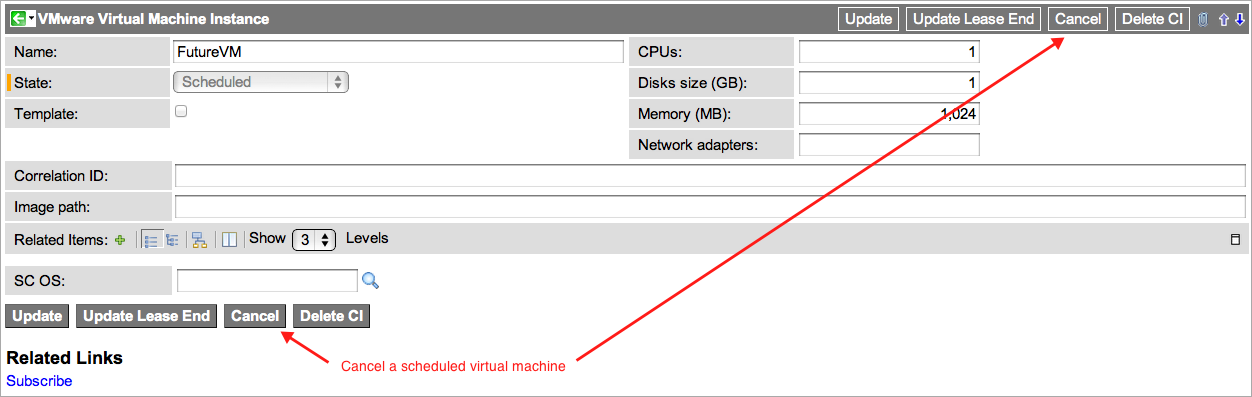 VMware Virtual Machine Instance Update Update Lease End Cancel Delete CI
Name: FutureVM CPUs: 1
State: Scheduled Disks size (GB): 1
Template: Memory (MB): 1,024
Network adapters:
Correlation ID:
Image path:
Related Items: Show 3 Levels
SC OS:
Update Update Lease End Cancel Delete CI
Cancel a scheduled virtual machine
Related Links
Subscribe